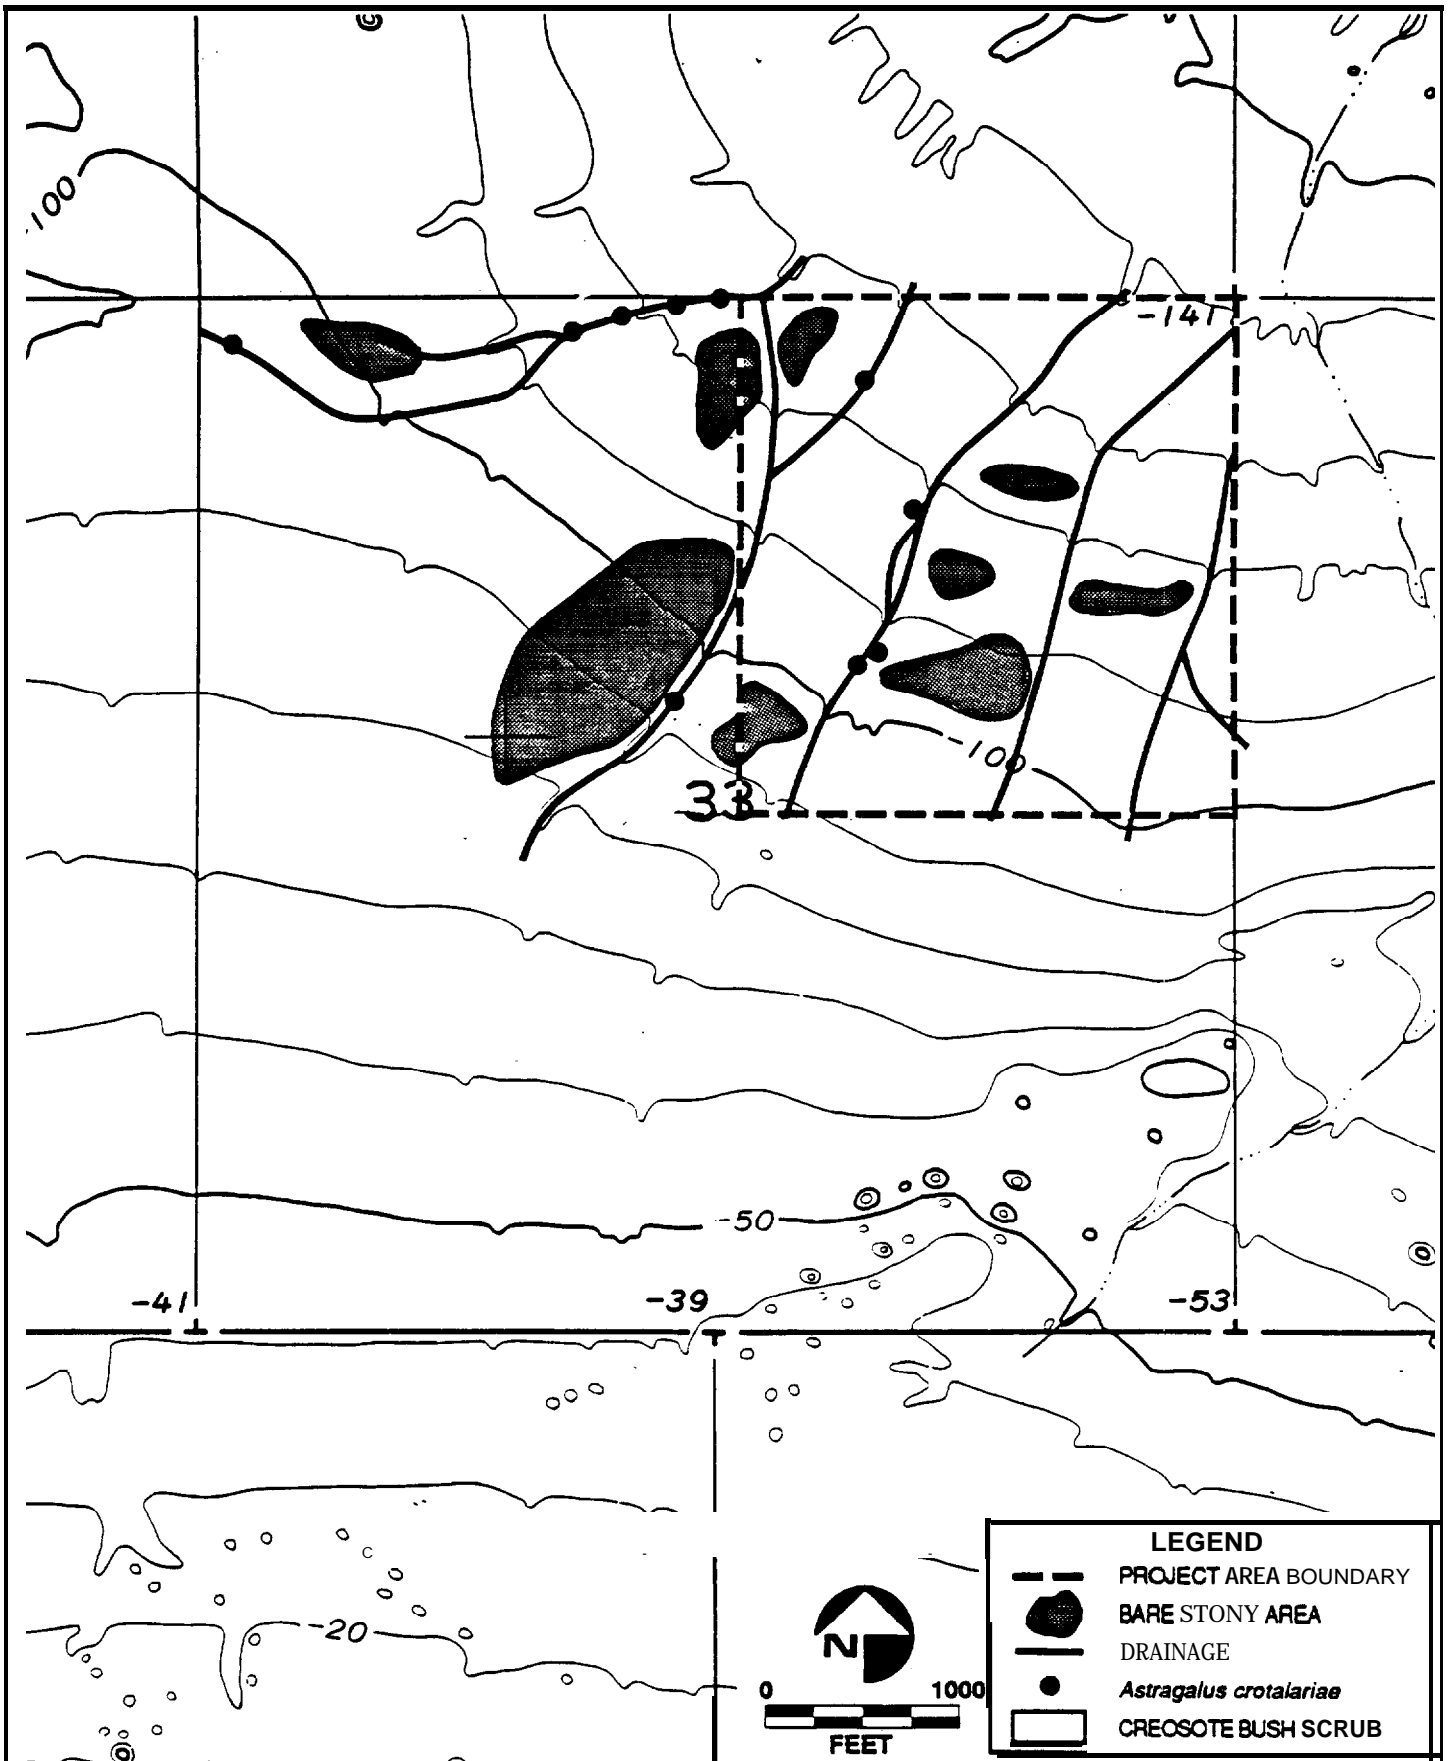 ©
-100
-141
-100
33
-50
-41
-39
-53
-20
N
0 1000
FEET
LEGEND
PROJECT AREA BOUNDARY
BARE STONY AREA
DRAINAGE
Astragalus crotalariae
CREOSOTE BUSH SCRUB